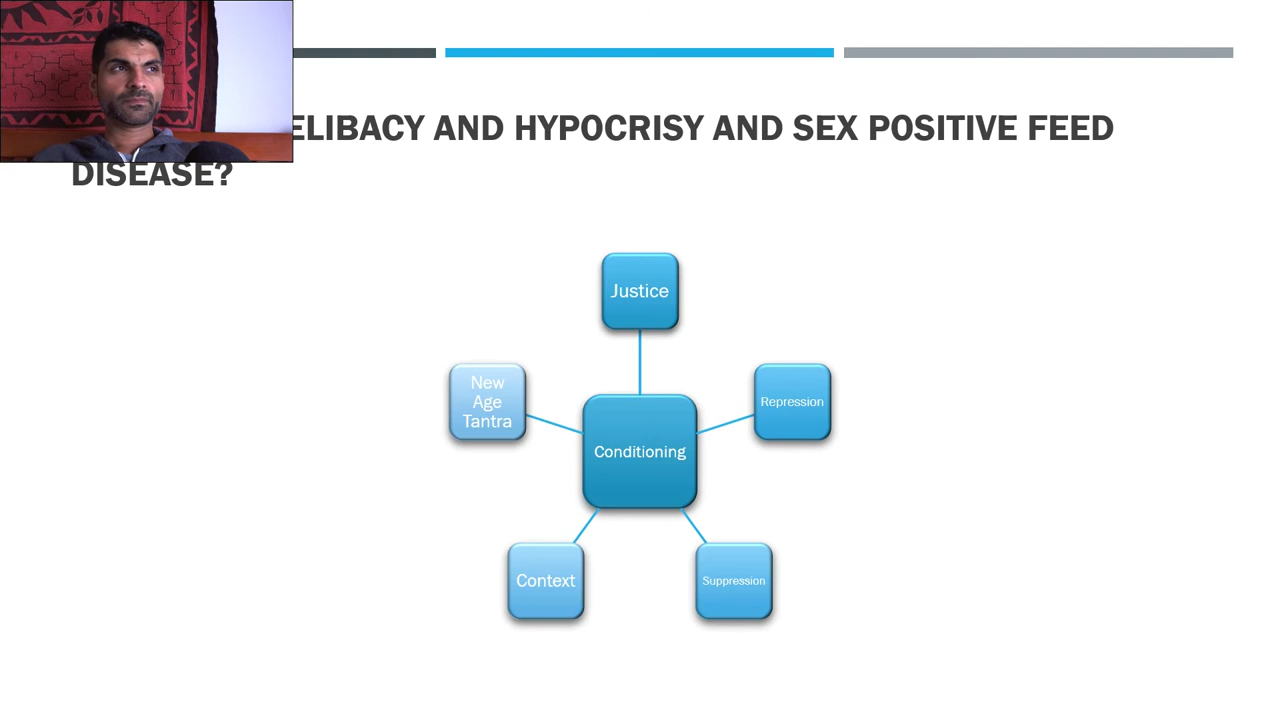 ELIBACY AND HYPOCRISY AND SEX POSITIVE FEED
DISEASE?
Justice
New
Age
Tantra
Repression
Conditioning
Context
Suppression